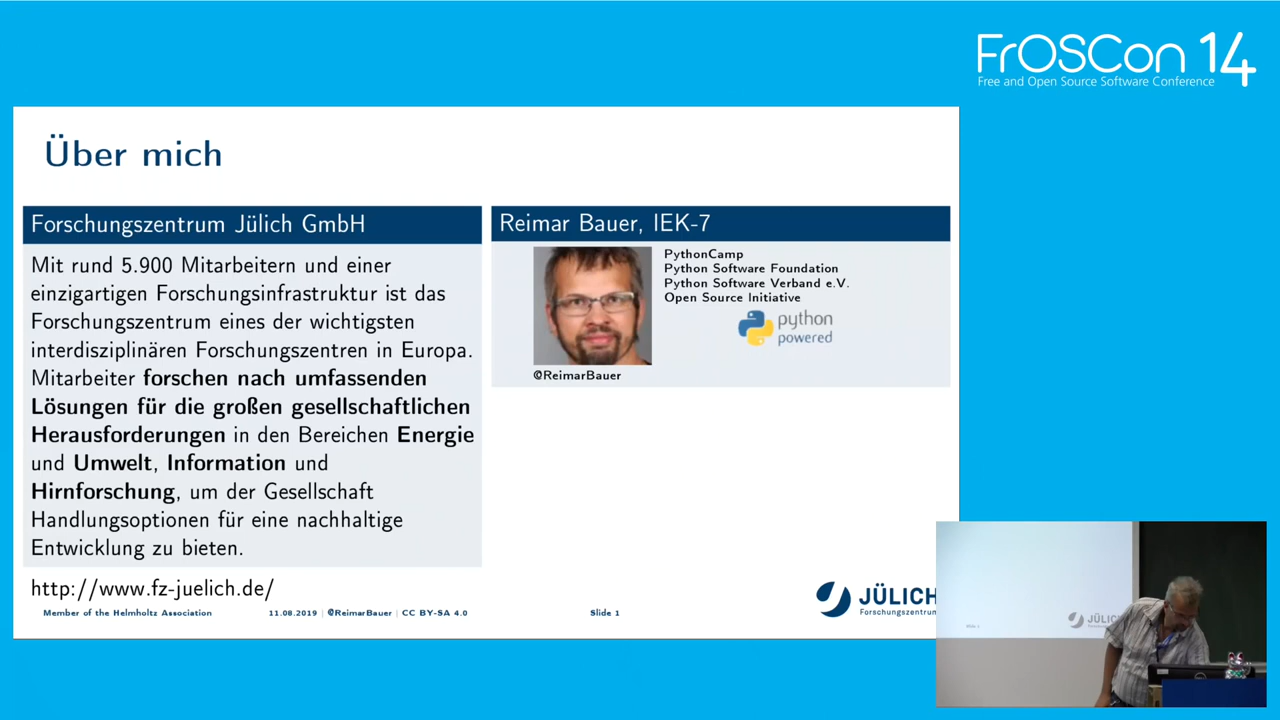 FrOSCon 14
Free and Open Source Software Conference
Über mich
Forschungszentrum Jülich GmbH
Mit rund 5.900 Mitarbeitern und einer
einzigartigen Forschungsinfrastruktur ist das
Forschungszentrum eines der wichtigsten
interdisziplinären Forschungszentren in Europa.
Mitarbeiter forschen nach umfassenden
Lösungen für die großen gesellschaftlichen
Herausforderungen in den Bereichen Energie
und Umwelt, Information und
Hirnforschung, um der Gesellschaft
Handlungsoptionen für eine nachhaltige
Entwicklung zu bieten.
http://www.fz-juelich.de/
Reimar Bauer, IEK-7
PythonCamp
Python Software Foundation
Python Software Verband e.V.
Open Source Initiative
python
powered
@ReimarBauer
Member of the Helmholtz Association 11.08.2019 | @ReimarBauer | CC BY-SA 4.0 Slide 1
JÜLICH
Forschungszentrum
JÜLIC